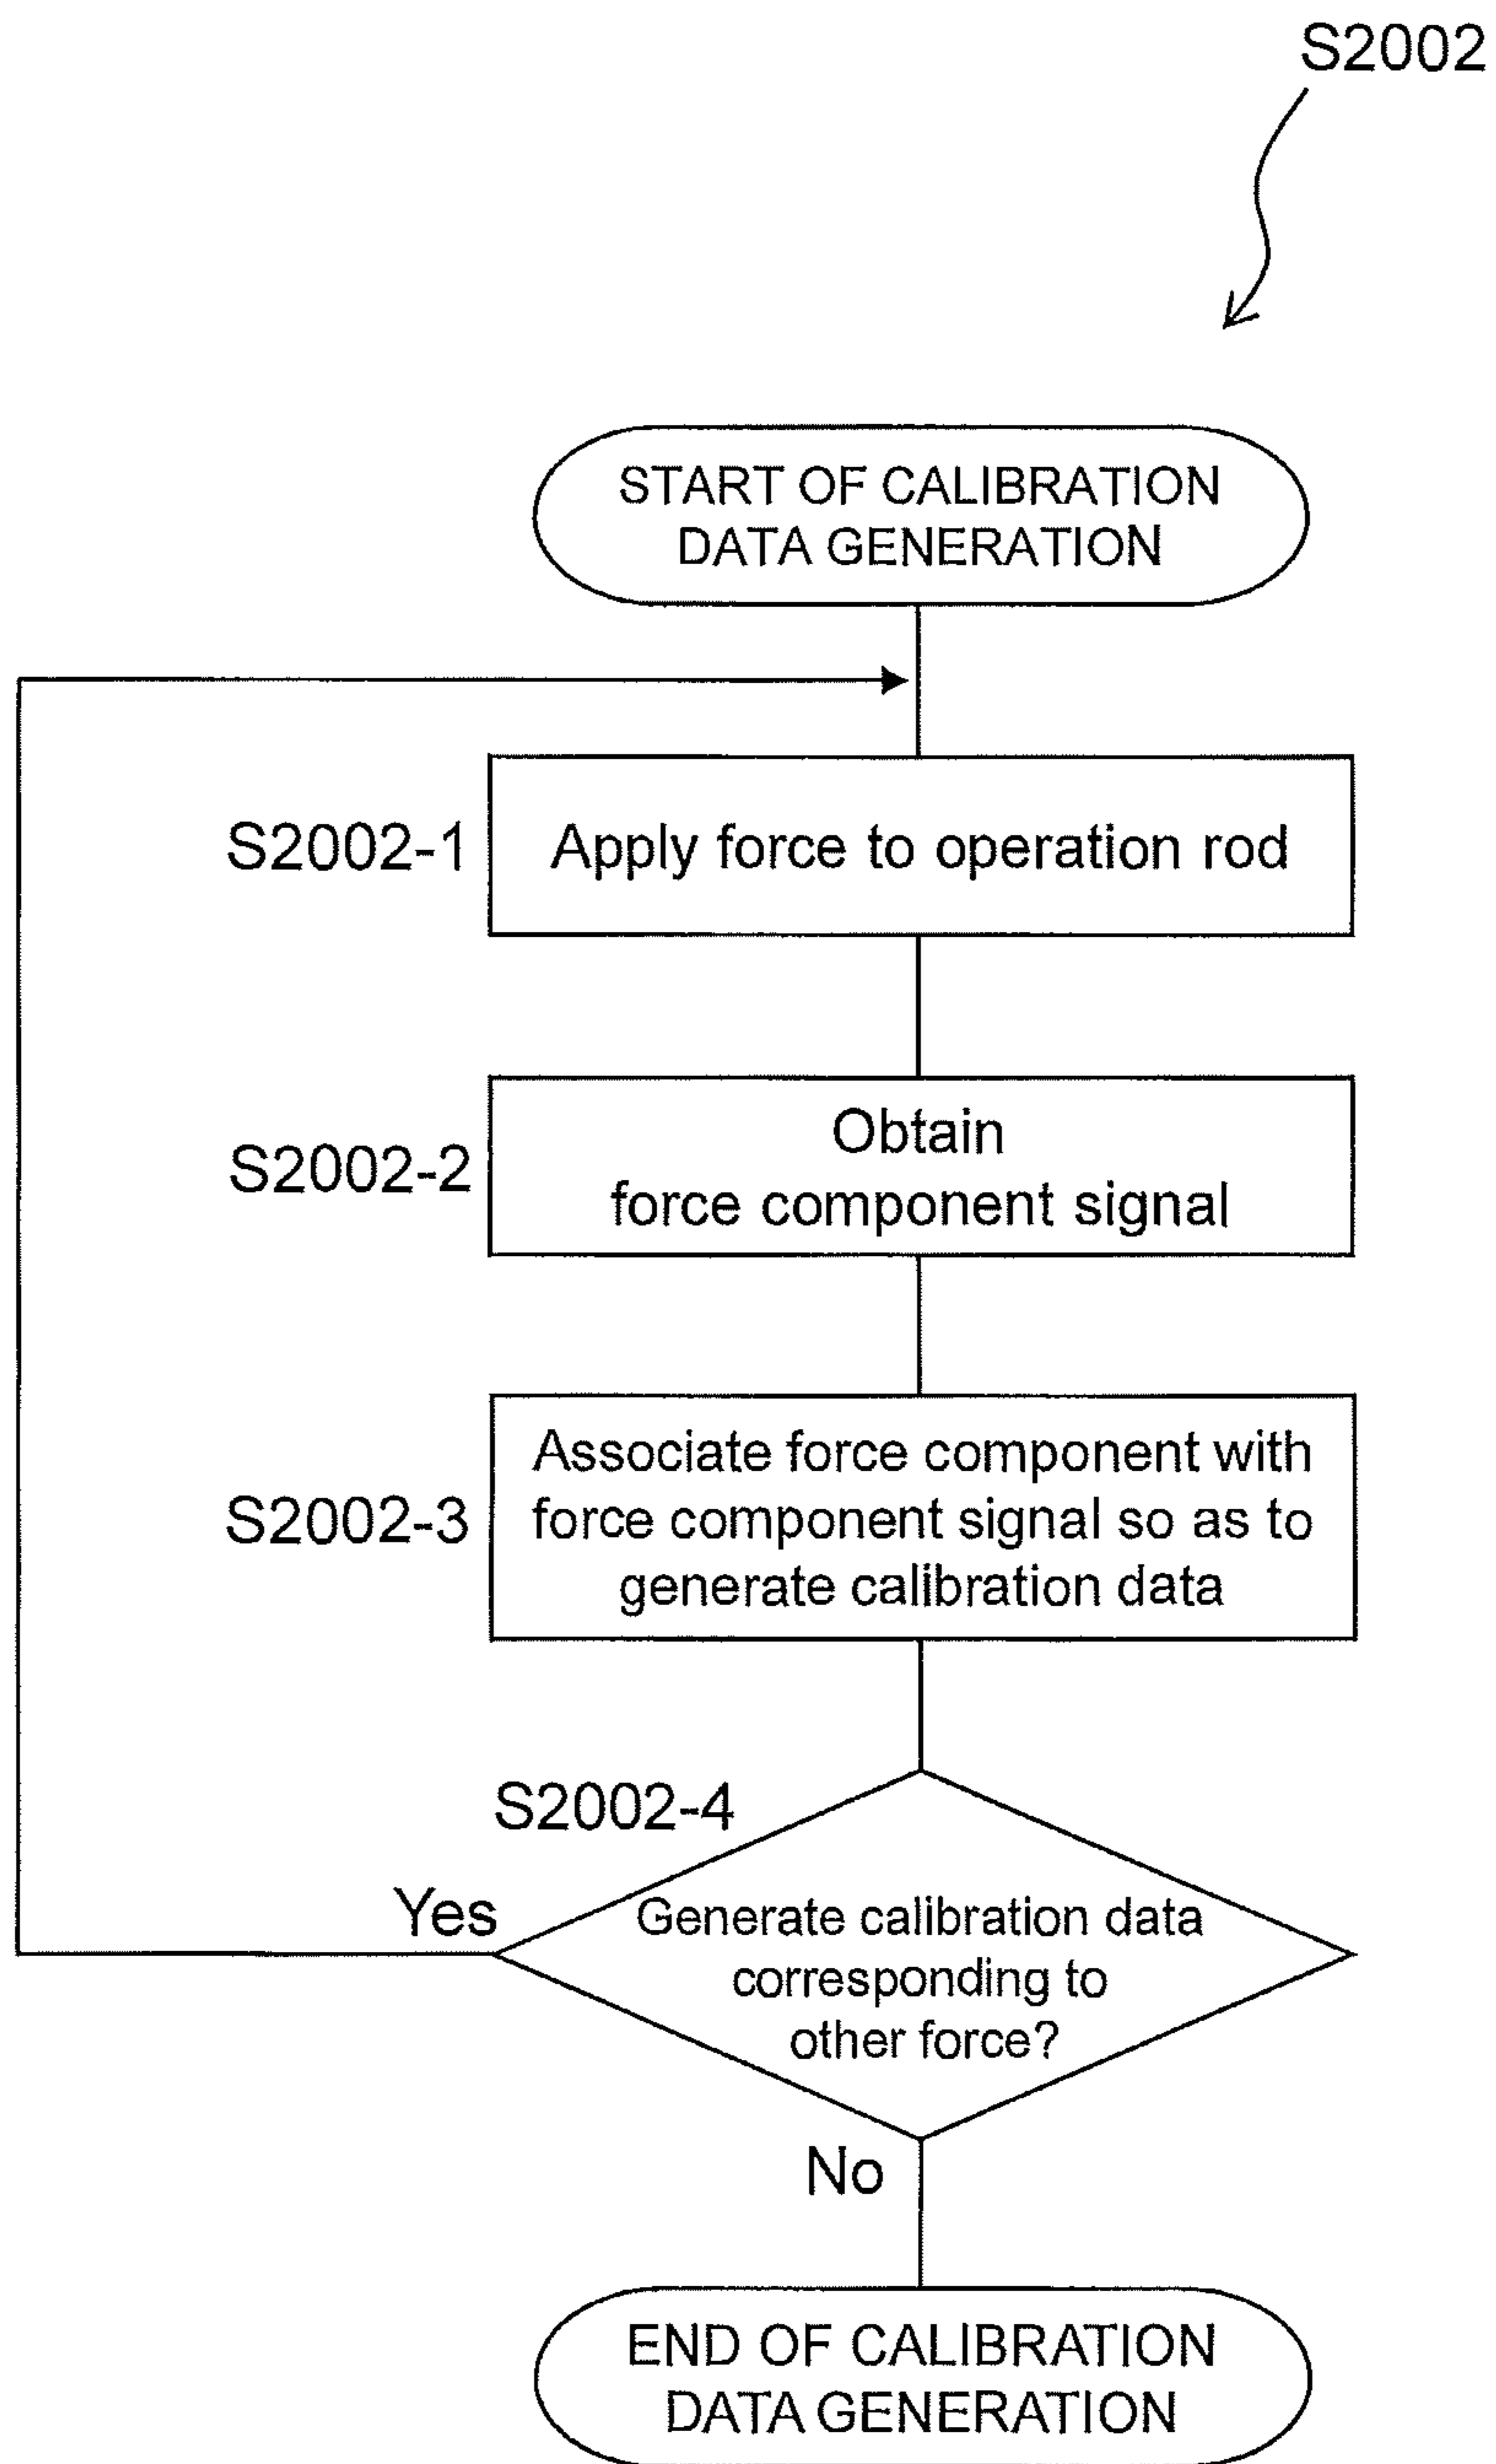 S2002
START OF CALIBRATION
DATA GENERATION
S2002-1
Apply force to operation rod
S2002-2
Obtain
force component signal
S2002-3
Associate force component with
force component signal so as to
generate calibration data
S2002-4
Yes
Generate calibration data
corresponding to
other force?
No
END OF CALIBRATION
DATA GENERATION